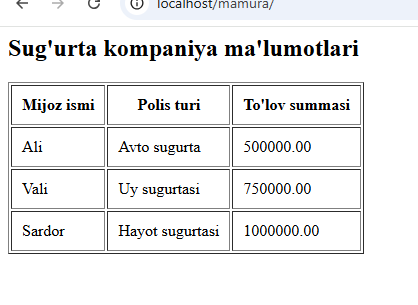 localhost/mamura/
Sug'urta kompaniya ma'lumotlari
Mijoz ismi Polis turi To'lov summasi
Ali Avto sugurta 500000.00
Vali Uy sugurtasi 750000.00
Sardor Hayot sugurtasi 1000000.00